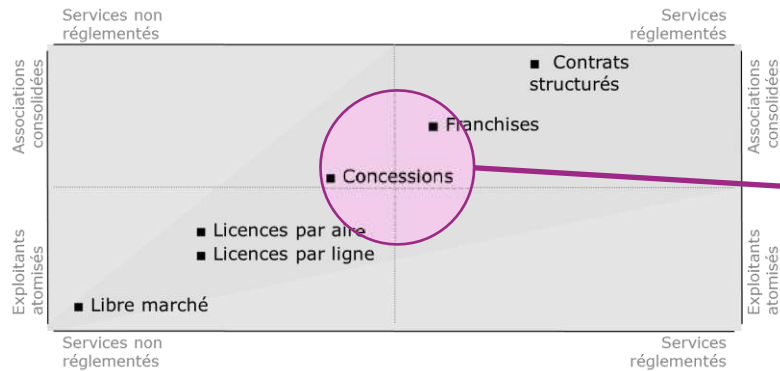 Services non
réglementés
Services
réglementés
Associations
consolidées
Contrats
structurés
Associations
consolidées
Franchises
Concessions
Licences par aire
Licences par ligne
Exploitants
atomisés
Libre marché
Exploitants
atomisés
Services non
réglementés
Services
réglementés